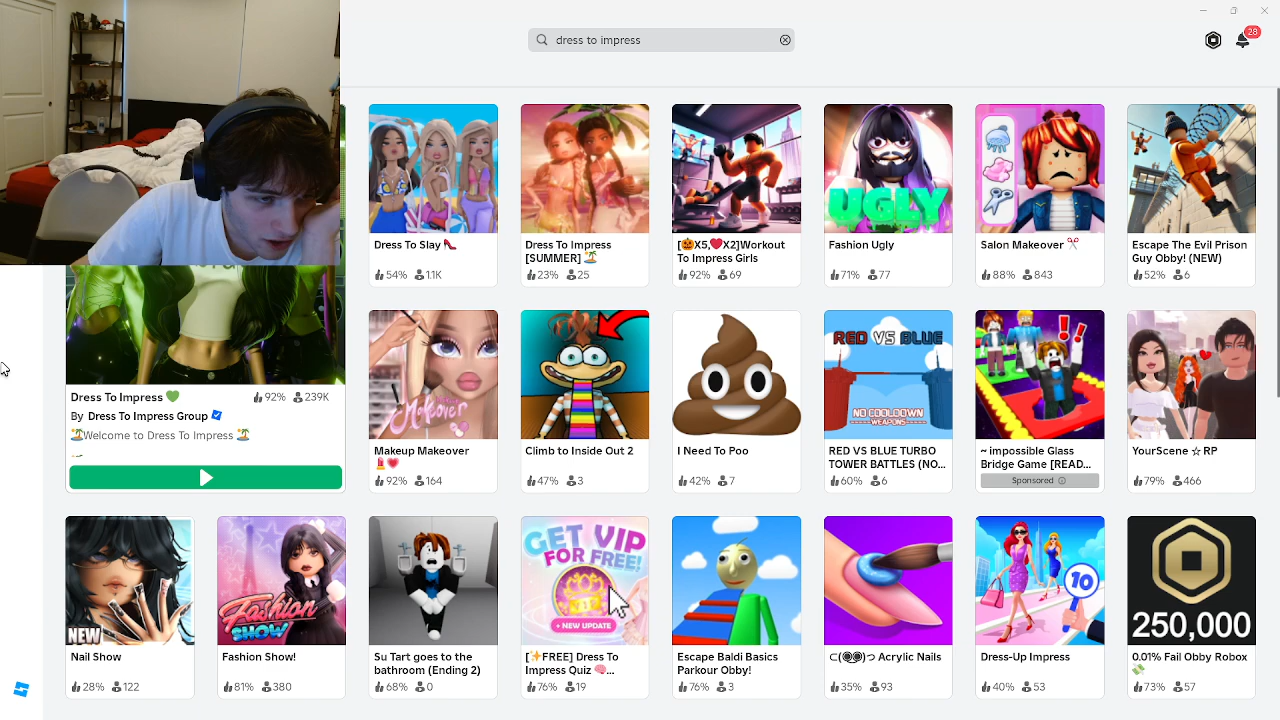 dress to impress
28
Dress To Impress 💚
92% 239K
By Dress To Impress Group
🏝️Welcome to Dress To Impress 🏝️
Dress To Slay 👠
54% 1.1K
Dress To Impress
[SUMMER] 🏝️
23% 25
[🎃X5,❤️X2]Workout
To Impress Girls
92% 69
UGLY
Fashion Ugly
71% 77
Salon Makeover ✂️
88% 843
Escape The Evil Prison
Guy Obby! (NEW)
52% 6
Makeover
Makeup Makeover
💄❤️
92% 164
Climb to Inside Out 2
47% 3
I Need To Poo
42% 7
RED VS BLUE
NO COOLDOWN
WEAPONS
RED VS BLUE TURBO
TOWER BATTLES (NO...
60% 6
~ impossible Glass
Bridge Game [READ...
Sponsored
YourScene ☆ RP
79% 466
NEW
Nail Show
28% 122
Fashion
SHOW
Fashion Show!
81% 380
Su Tart goes to the
bathroom (Ending 2)
68% 0
GET VIP
FOR FREE!
+ NEW UPDATE
[✨FREE] Dress To
Impress Quiz 🧠...
76% 19
Escape Baldi Basics
Parkour Obby!
76% 3
⊂(◉◉)つ Acrylic Nails
35% 93
10
Dress-Up Impress
40% 53
250,000
0.01% Fail Obby Robox
💸
73% 57